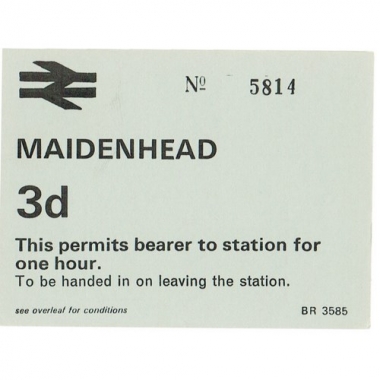 Nº 5814
MAIDENHEAD
3d
This permits bearer to station for
one hour.
To be handed in on leaving the station.
see overleaf for conditions BR 3585